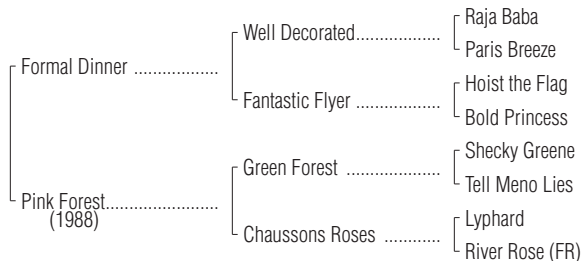 Raja Baba
Well Decorated...................
Paris Breeze
Formal Dinner ...................
Hoist the Flag
Fantastic Flyer ...................
Bold Princess
Shecky Greene
Green Forest .....................
Tell Meno Lies
Pink Forest.........................
(1988)
Lyphard
Chaussons Roses .............
River Rose (FR)